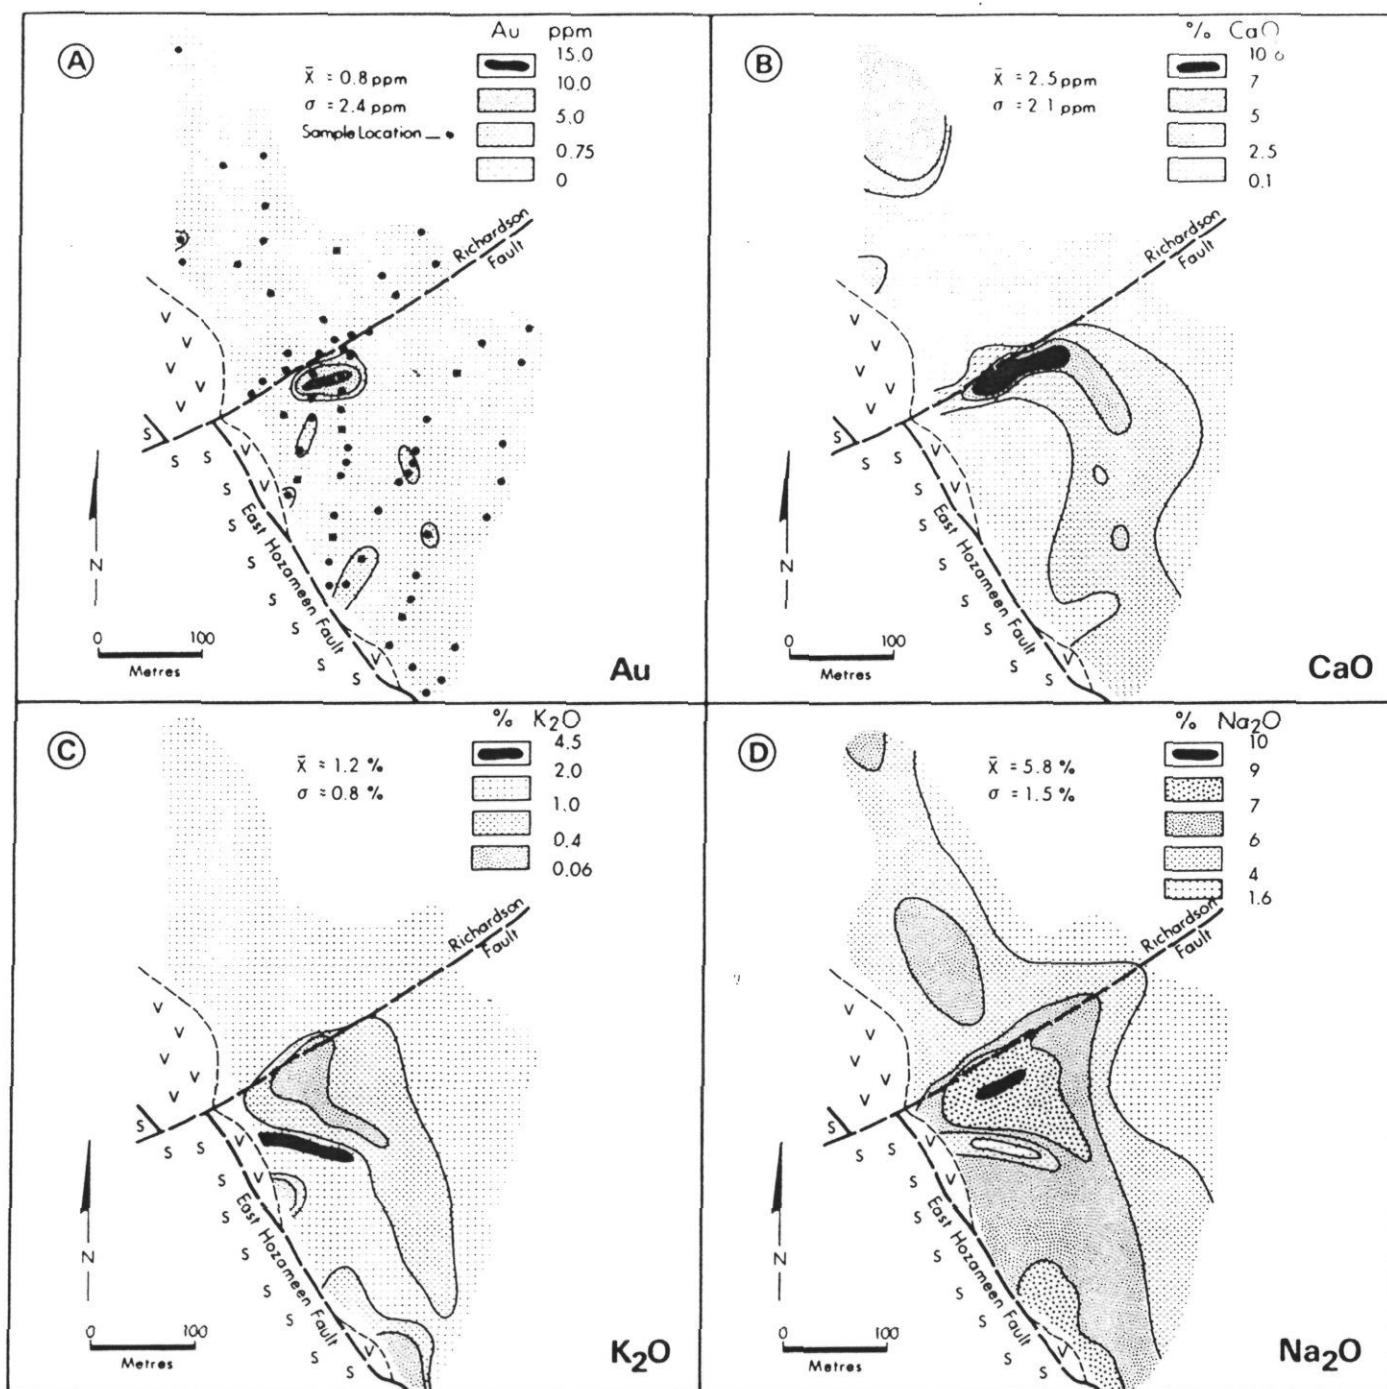 A
Au ppm
15.0
10.0
5.0
0.75
0
x̄ = 0.8 ppm
σ = 2.4 ppm
Sample Location —
Richardson
Fault
V
V
V
V
V
S
S
S
V
S
V
S
S
S
S
S
V
S
East Hozameen Fault
N
0 100
Metres
Au
B
% CaO
7
5
2.5
0.1
x̄ = 2.5 ppm
σ = 2.1 ppm
Richardson
Fault
V
V
V
V
V
S
S
S
V
S
V
S
S
S
S
S
V
S
East Hozameen Fault
N
0 100
Metres
CaO
C
% K2O
4.5
2.0
1.0
0.4
0.06
x̄ = 1.2 %
σ = 0.8 %
Richardson
Fault
V
V
V
V
V
S
S
S
V
S
V
S
S
S
S
S
V
S
East Hozameen Fault
N
0 100
Metres
K2O
D
% Na2O
10
9
7
6
4
1.6
x̄ = 5.8 %
σ = 1.5 %
Richardson
Fault
V
V
V
V
V
S
S
S
V
S
V
S
S
S
S
S
V
S
East Hozameen Fault
N
0 100
Metres
Na2O